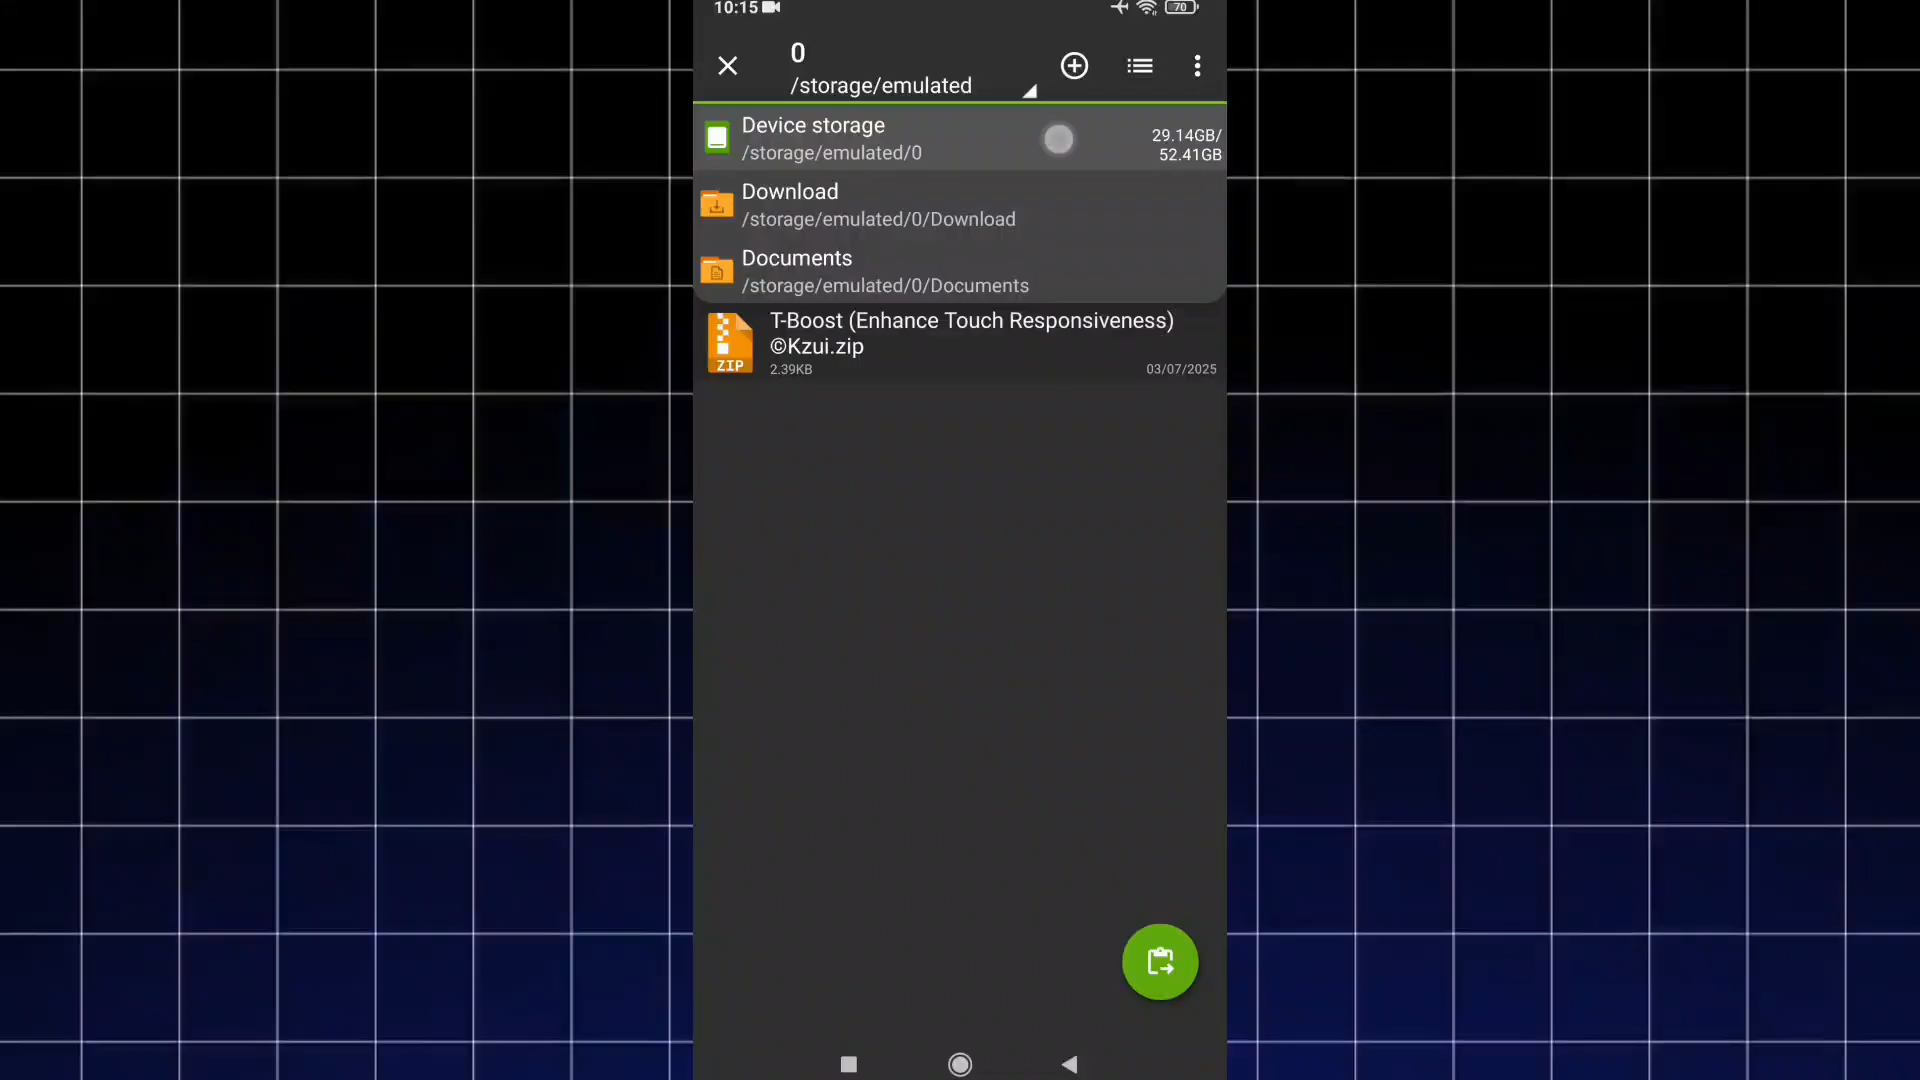 10:15
70
0
/storage/emulated
Device storage
/storage/emulated/0
29.14GB/
52.41GB
Download
/storage/emulated/0/Download
Documents
/storage/emulated/0/Documents
T-Boost (Enhance Touch Responsiveness)
©Kzui.zip
ZIP
2.39KB
03/07/2025